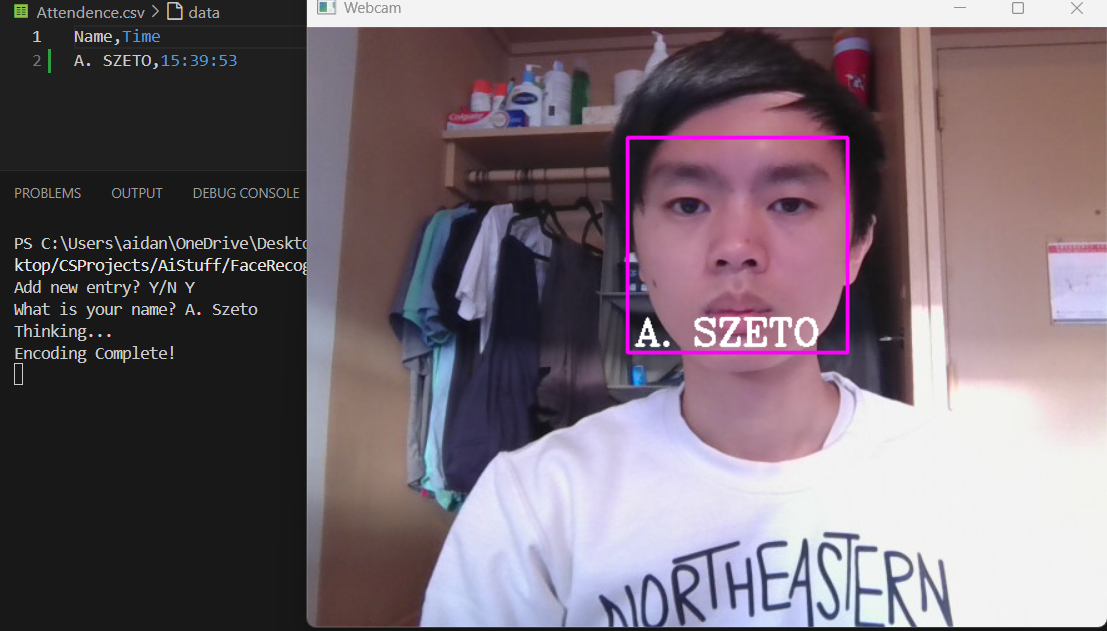 Attendence.csv > data
1 Name,Time
2 A. SZETO,15:39:53
PROBLEMS OUTPUT DEBUG CONSOLE
PS C:\Users\aidan\OneDrive\Deskto
ktop/CSProjects/AiStuff/FaceRecog
Add new entry? Y/N Y
What is your name? A. Szeto
Thinking...
Encoding Complete!
Webcam
Colgate
A. SZETO
NORTHEASTERN